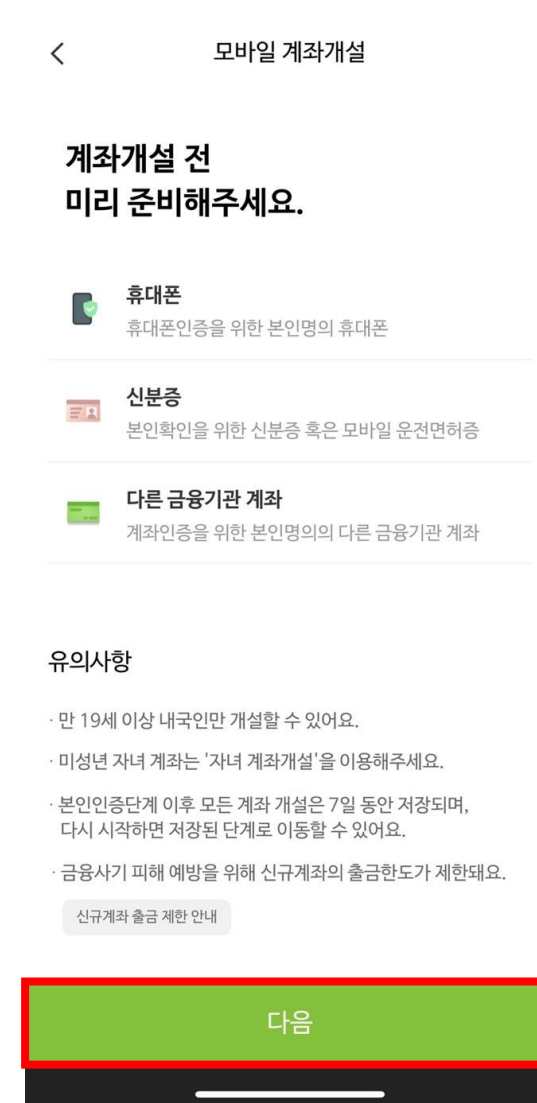 모바일 계좌개설
계좌개설 전
미리 준비해주세요.
휴대폰
휴대폰인증을 위한 본인명의 휴대폰
신분증
본인확인을 위한 신분증 혹은 모바일 운전면허증
다른 금융기관 계좌
계좌인증을 위한 본인명의의 다른 금융기관 계좌
유의사항
· 만 19세 이상 내국인만 개설할 수 있어요.
· 미성년 자녀 계좌는 '자녀 계좌개설'을 이용해주세요.
· 본인인증단계 이후 모든 계좌 개설은 7일 동안 저장되며,
다시 시작하면 저장된 단계로 이동할 수 있어요.
· 금융사기 피해 예방을 위해 신규계좌의 출금한도가 제한돼요.
신규계좌 출금 제한 안내
다음